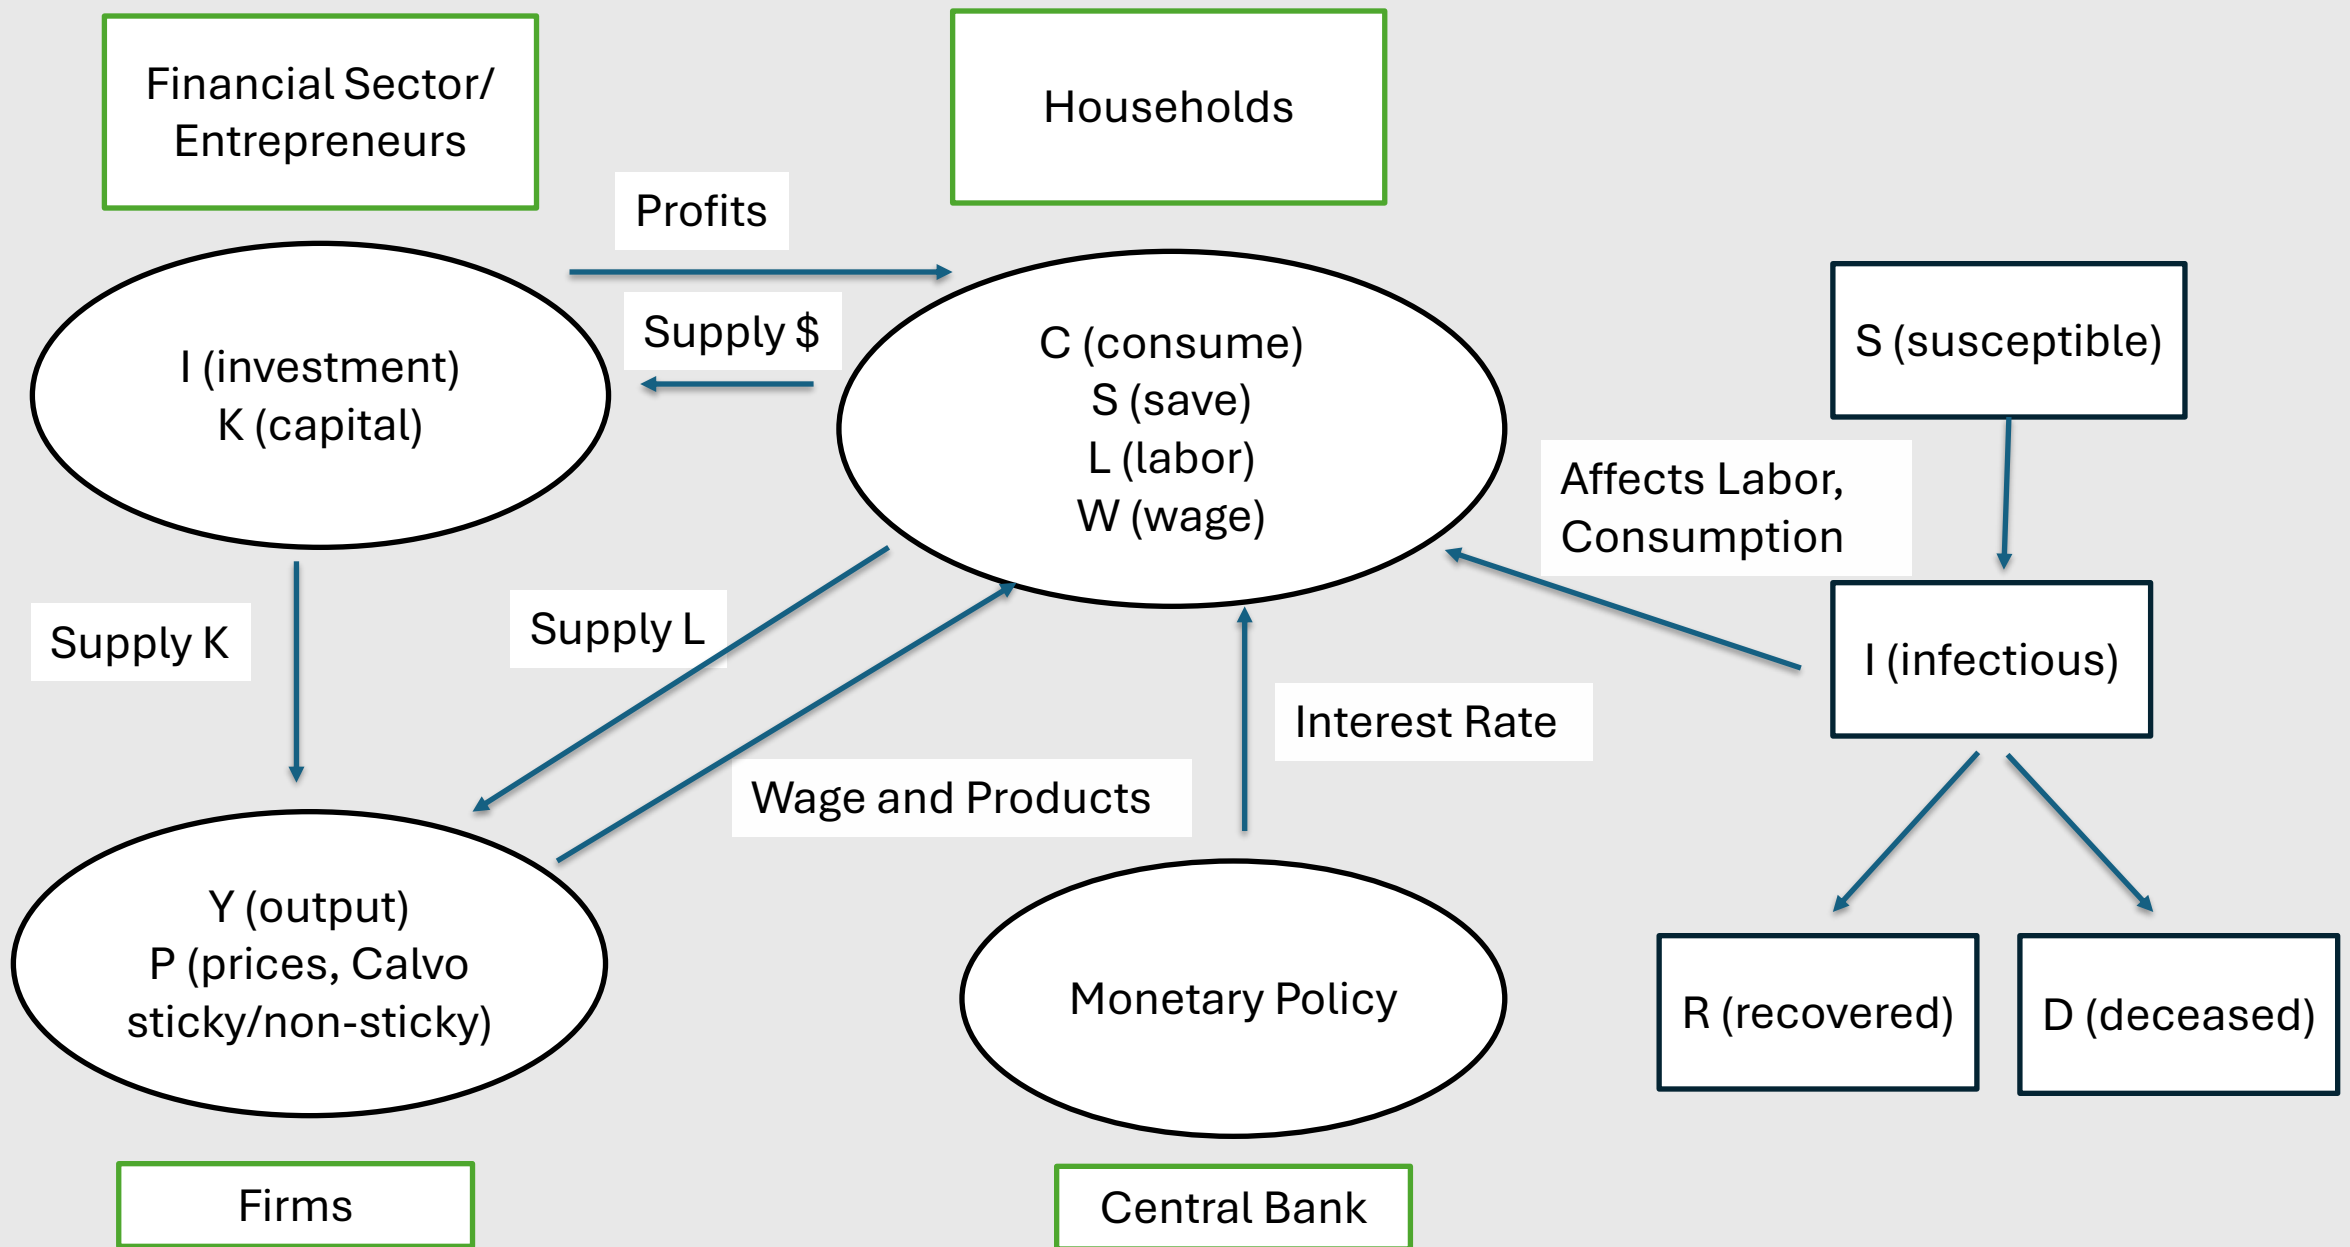 Financial Sector/
Entrepreneurs
Households
Profits
Supply $
I (investment)
K (capital)
C (consume)
S (save)
L (labor)
W (wage)
S (susceptible)
Affects Labor,
Consumption
Supply K
Supply L
I (infectious)
Interest Rate
Wage and Products
Y (output)
P (prices, Calvo
sticky/non-sticky)
Monetary Policy
R (recovered)
D (deceased)
Firms
Central Bank